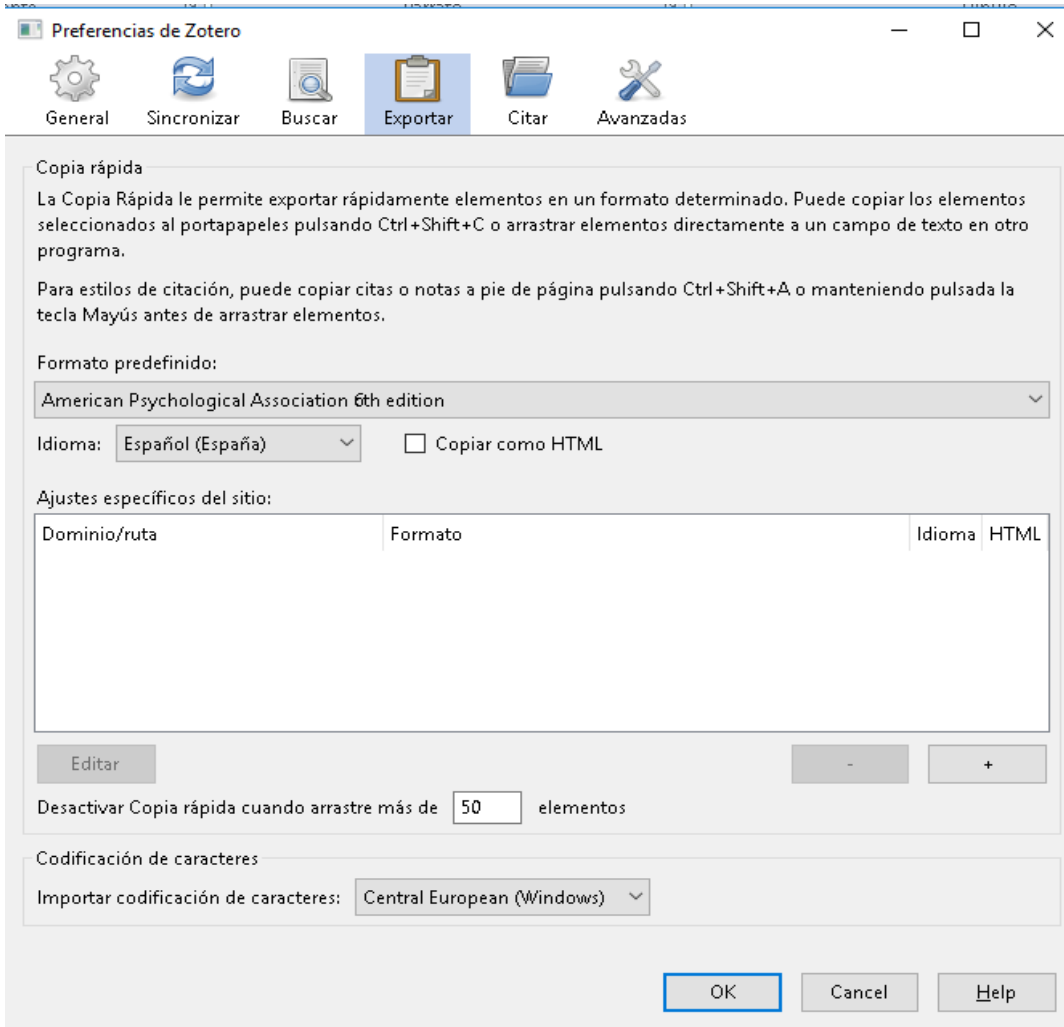 Preferencias de Zotero
General Sincronizar Buscar Exportar Citar Avanzadas
Copia rápida
La Copia Rápida le permite exportar rápidamente elementos en un formato determinado. Puede copiar los elementos
seleccionados al portapapeles pulsando Ctrl+Shift+C o arrastrar elementos directamente a un campo de texto en otro
programa.
Para estilos de citación, puede copiar citas o notas a pie de página pulsando Ctrl+Shift+A o manteniendo pulsada la
tecla Mayús antes de arrastrar elementos.
Formato predefinido:
American Psychological Association 6th edition
Idioma: Español (España) Copiar como HTML
Ajustes específicos del sitio:
Dominio/ruta Formato Idioma HTML
Editar - +
Desactivar Copia rápida cuando arrastre más de 50 elementos
Codificación de caracteres
Importar codificación de caracteres: Central European (Windows)
OK Cancel Help